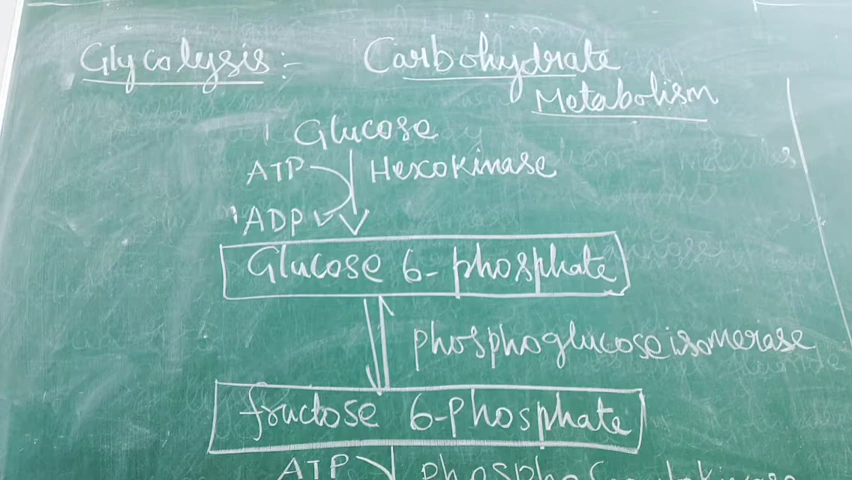 Glycolysis :- Carbohydrate
Metabolism
Glucose
ATP Hexokinase
ADP
Glucose 6-phosphate
phosphoglucoseisomerase
fructose 6-Phosphate
ATP